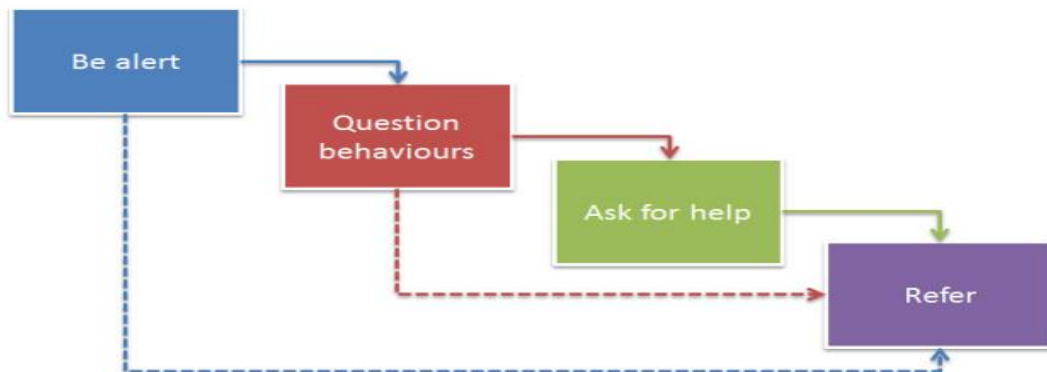 Be alert
Question
behaviours
Ask for help
Refer